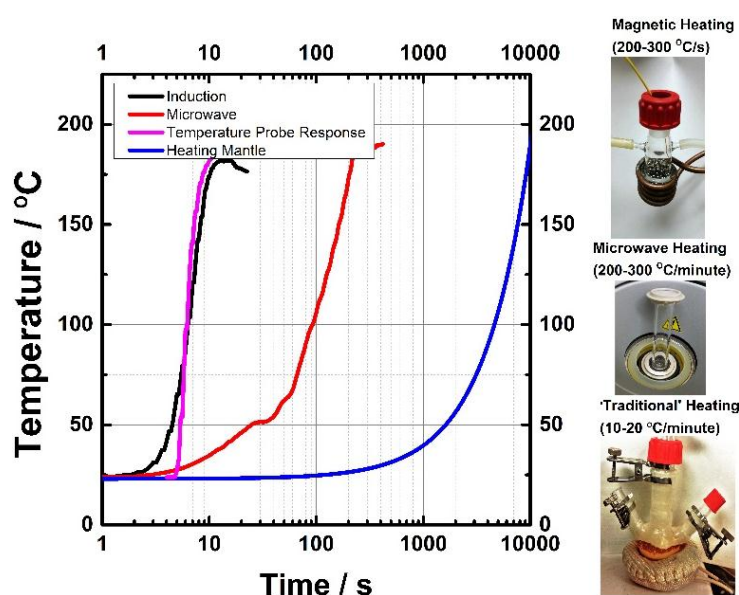 1 10 100 1000 10000
Induction
Microwave
Temperature Probe Response
Heating Mantle
200 200
150 150
100 100
50 50
0 0
1 10 100 1000 10000
Temperature / °C
Time / s
Magnetic Heating
(200-300 °C/s)
Microwave Heating
(200-300 °C/minute)
'Traditional' Heating
(10-20 °C/minute)